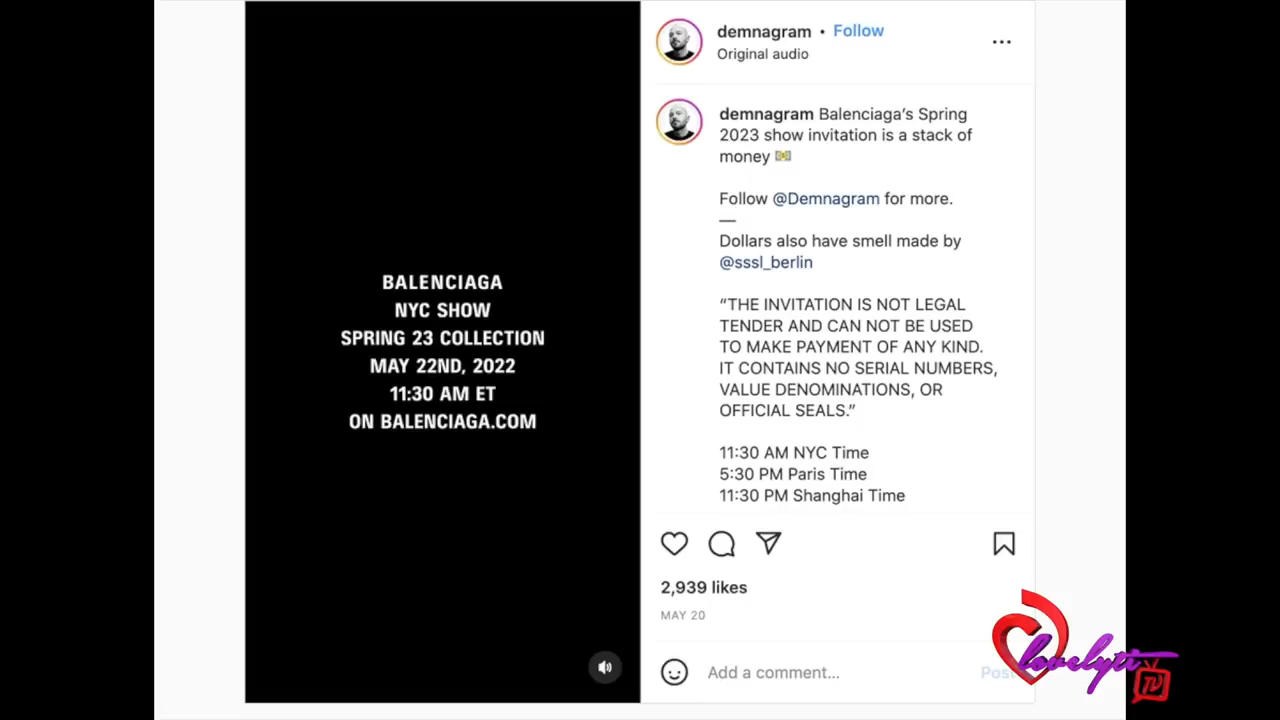 BALENCIAGA
NYC SHOW
SPRING 23 COLLECTION
MAY 22ND, 2022
11:30 AM ET
ON BALENCIAGA.COM
demnagram • Follow
Original audio
demnagram Balenciaga's Spring
2023 show invitation is a stack of
money 💴
Follow @Demnagram for more.
—
Dollars also have smell made by
@sssl_berlin
“THE INVITATION IS NOT LEGAL
TENDER AND CAN NOT BE USED
TO MAKE PAYMENT OF ANY KIND.
IT CONTAINS NO SERIAL NUMBERS,
VALUE DENOMINATIONS, OR
OFFICIAL SEALS.”
11:30 AM NYC Time
5:30 PM Paris Time
11:30 PM Shanghai Time
2,939 likes
MAY 20
Add a comment...
Post
lovelyti
TV